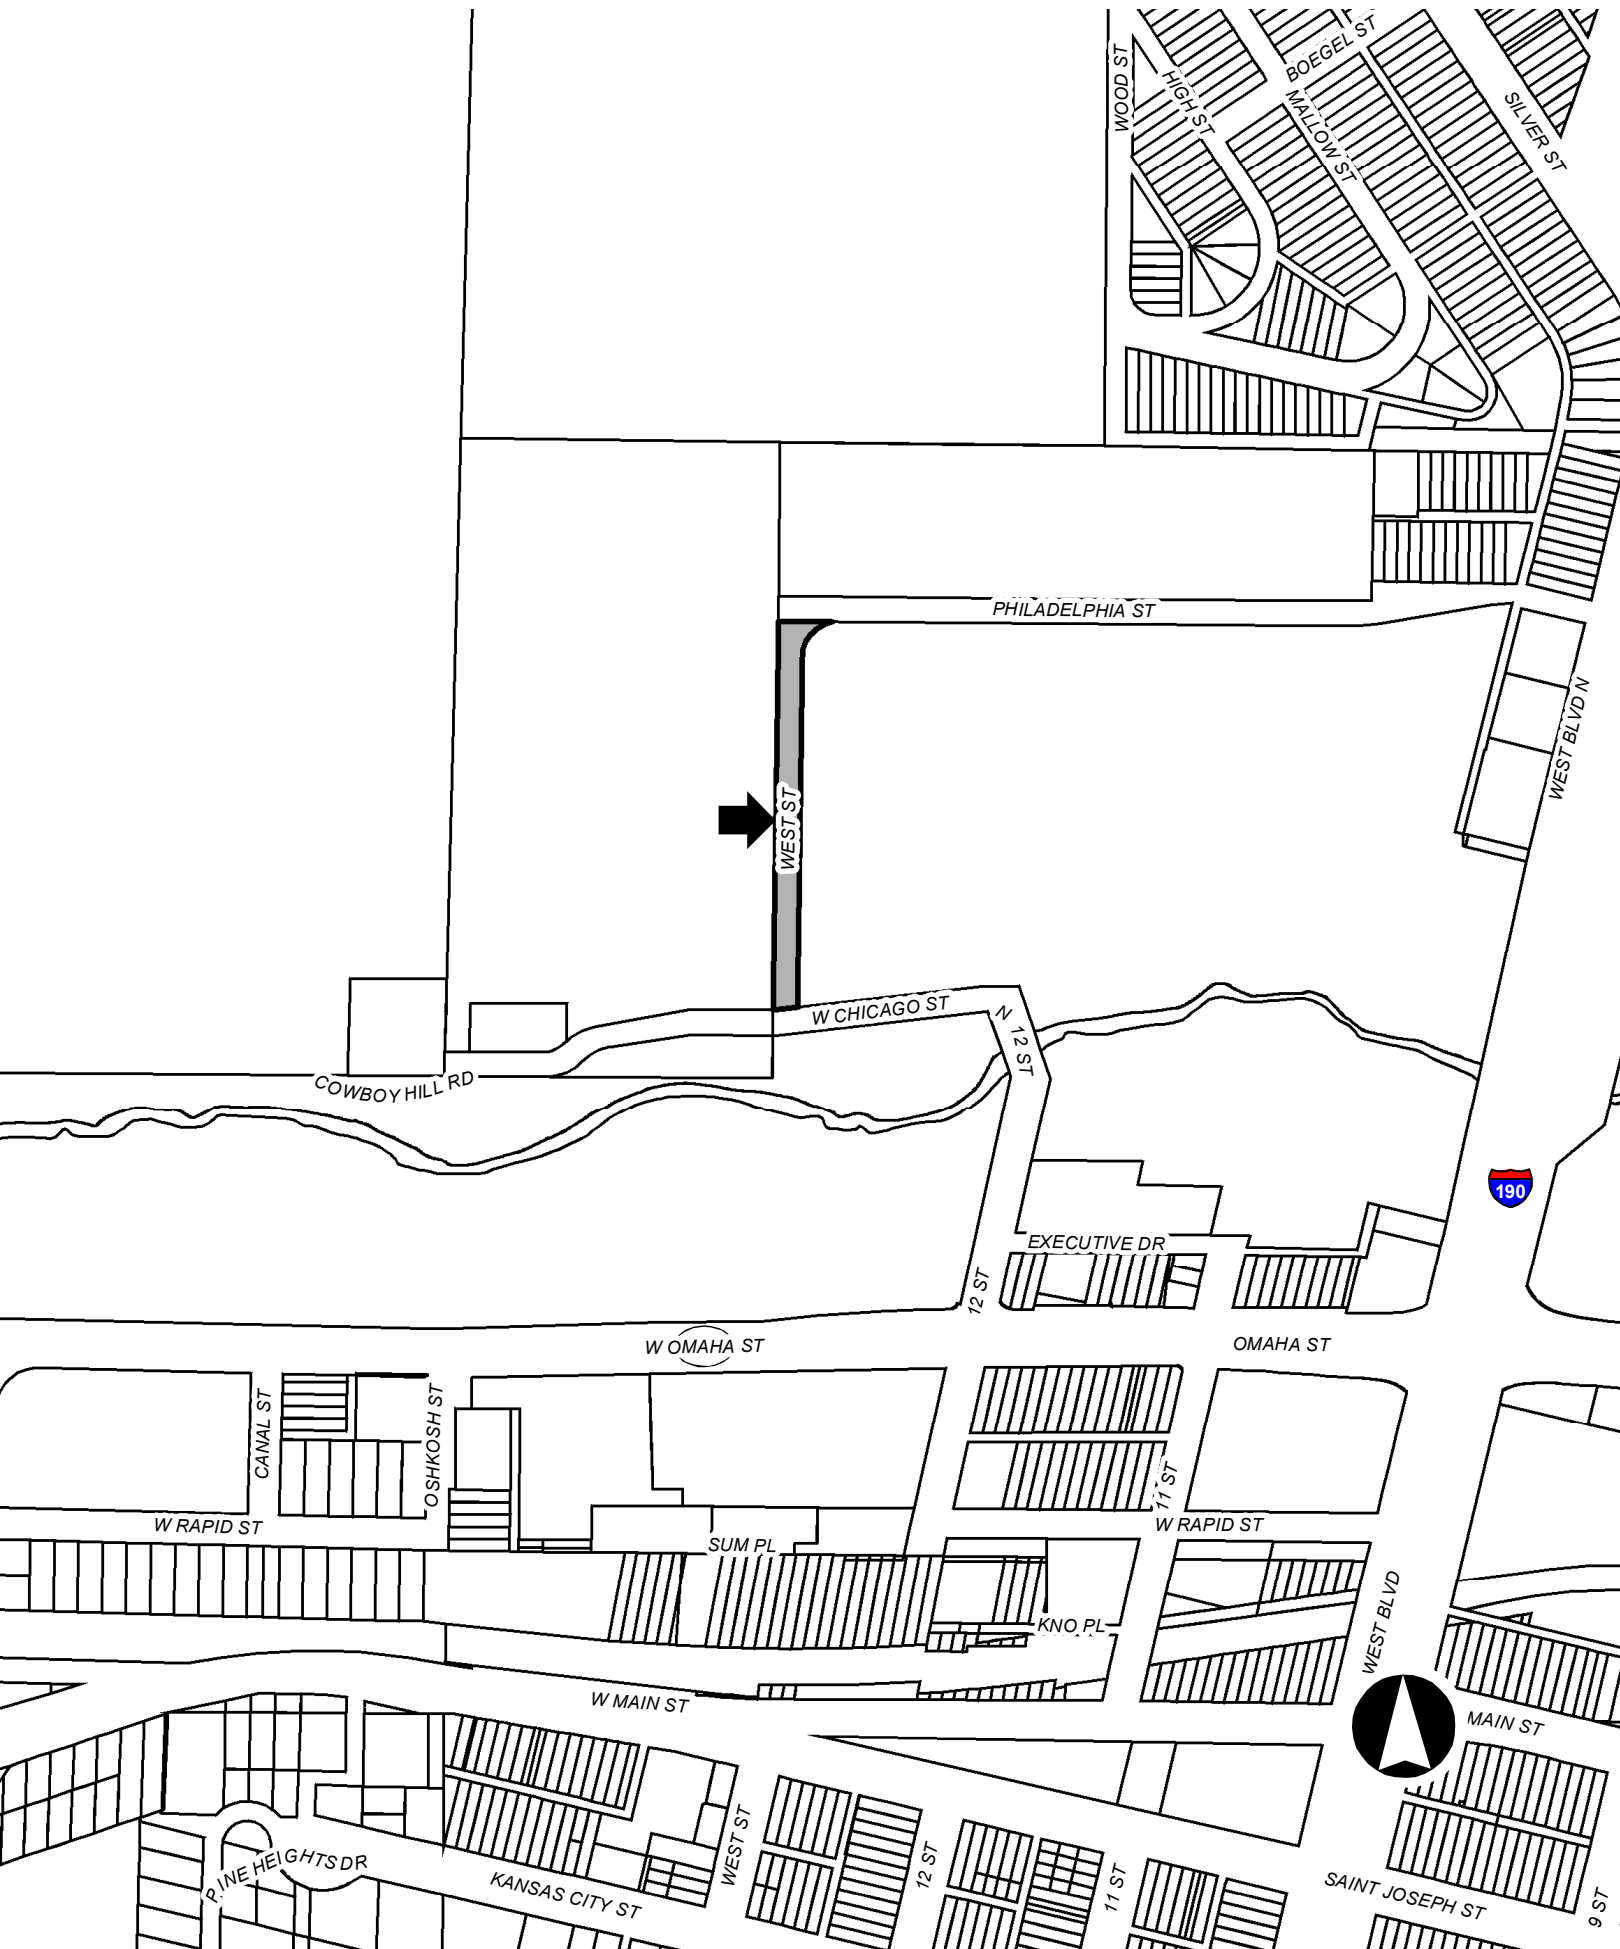 BOEGEL ST
WOOD ST
HIGH ST
MALLOW ST
SILVER ST
PHILADELPHIA ST
WEST BLVD N
WEST ST
W CHICAGO ST
N 12 ST
COWBOY HILL RD
190
EXECUTIVE DR
12 ST
W OMAHA ST
OMAHA ST
CANAL ST
OSHKOSH ST
11 ST
W RAPID ST
W RAPID ST
SUM PL
WEST BLVD
KNO PL
W MAIN ST
MAIN ST
WEST ST
12 ST
11 ST
PINE HEIGHTS DR
KANSAS CITY ST
SAINT JOSEPH ST
9 ST